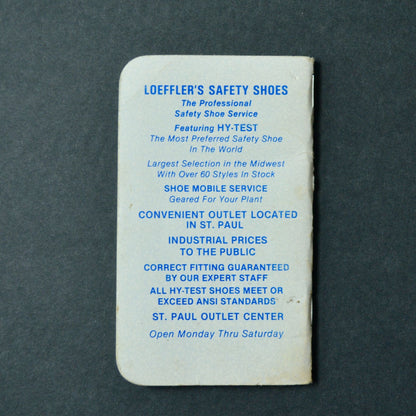 LOEFFLER'S SAFETY SHOES
The Professional
Safety Shoe Service
Featuring HY-TEST
The Most Preferred Safety Shoe
In The World
Largest Selection in the Midwest
With Over 60 Styles In Stock
SHOE MOBILE SERVICE
Geared For Your Plant
CONVENIENT OUTLET LOCATED
IN ST. PAUL
INDUSTRIAL PRICES
TO THE PUBLIC
CORRECT FITTING GUARANTEED
BY OUR EXPERT STAFF
ALL HY-TEST SHOES MEET OR
EXCEED ANSI STANDARDS
ST. PAUL OUTLET CENTER
Open Monday Thru Saturday